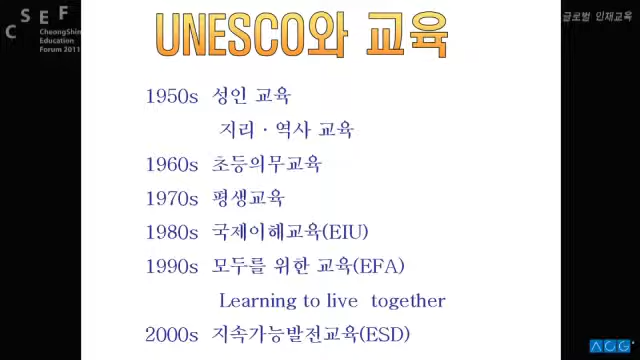 CSEF
CheongShim
Education
Forum 2011
글로벌 인재교육
UNESCO와 교육
1950s 성인 교육
지리 · 역사 교육
1960s 초등의무교육
1970s 평생교육
1980s 국제이해교육(EIU)
1990s 모두를 위한 교육(EFA)
Learning to live together
2000s 지속가능발전교육(ESD)
ACG